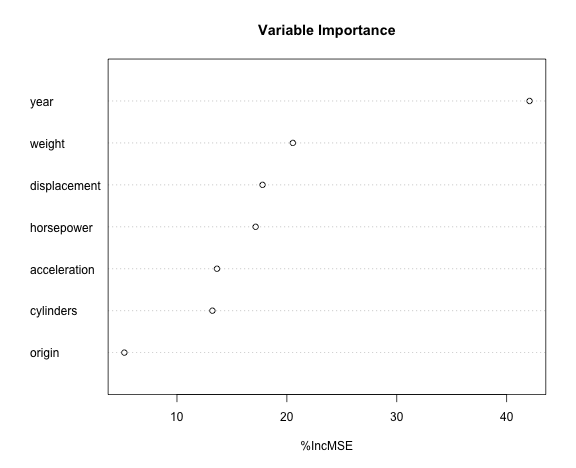 Variable Importance
year
weight
displacement
horsepower
acceleration
cylinders
origin
10 20 30 40
%IncMSE